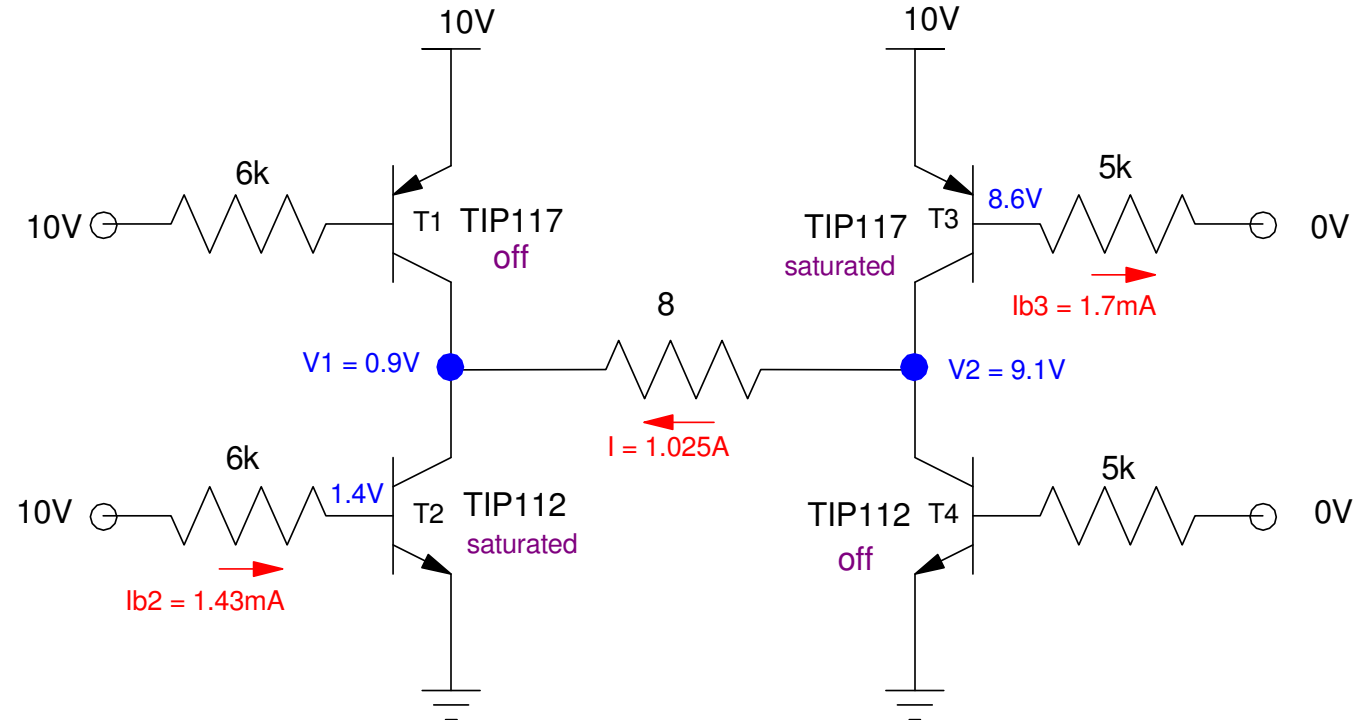 10V
10V
6k
5k
10V
T1
TIP117
off
TIP117
saturated
T3
8.6V
0V
Ib3 = 1.7mA
8
V1 = 0.9V
V2 = 9.1V
I = 1.025A
6k
5k
10V
1.4V
T2
TIP112
saturated
TIP112
off
T4
0V
Ib2 = 1.43mA